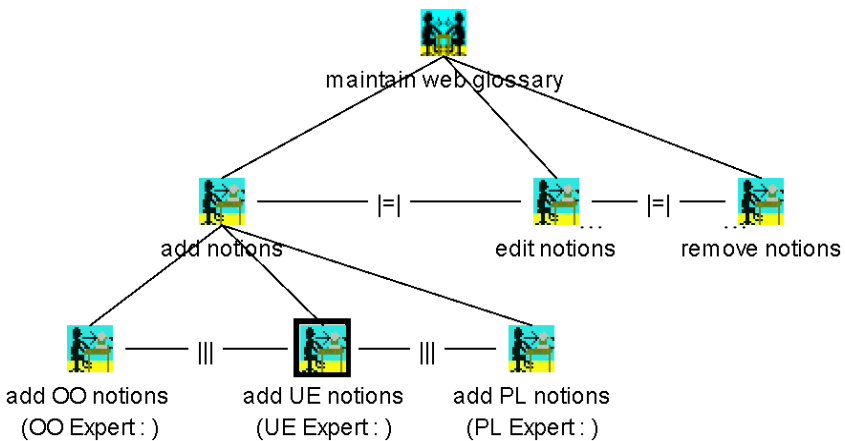 maintain web glossary
|=|
|=|
... ...
add notions
edit notions
remove notions
|||
|||
add OO notions
add UE notions
add PL notions
(OO Expert : )
(UE Expert : )
(PL Expert : )